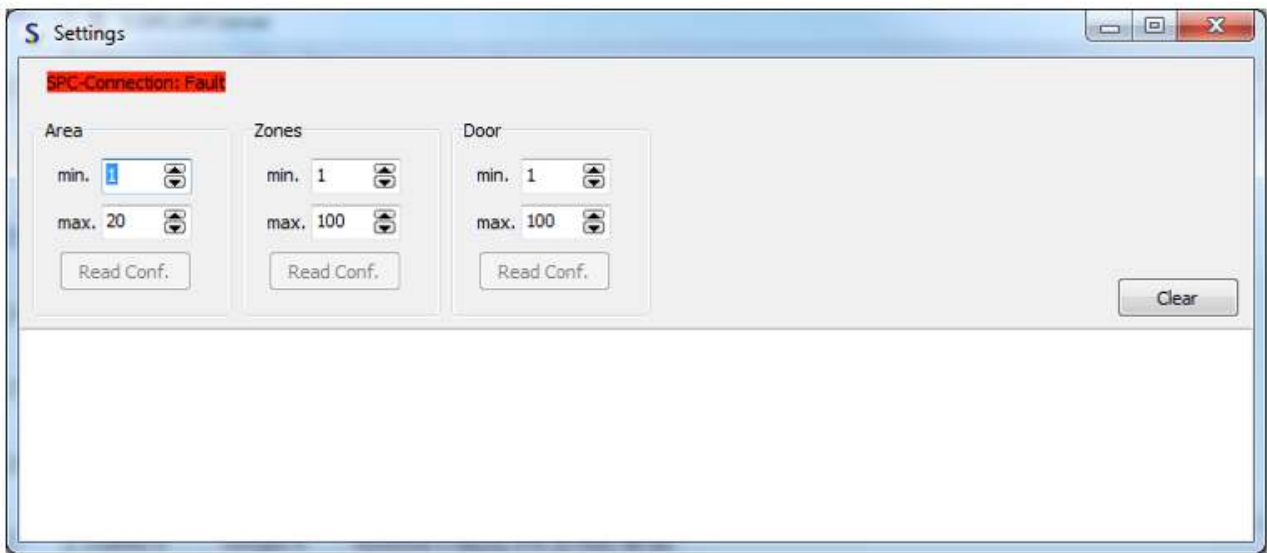 S Settings
SPC-Connection: Fault
Area Zones Door
min. 1 min. 1 min. 1
max. 20 max. 100 max. 100
Read Conf. Read Conf. Read Conf.
Clear